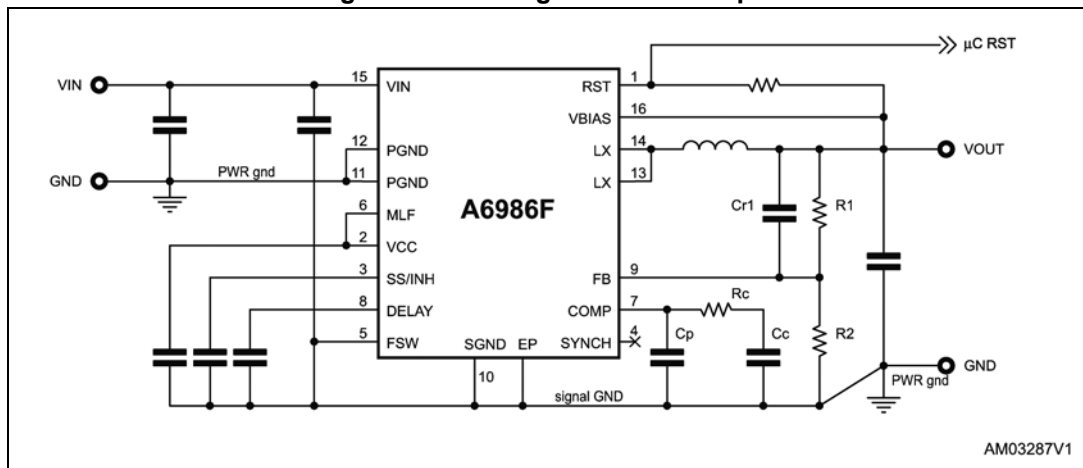 μC RST
15
VIN
RST
1
VIN
VBIAS
16
12
PGND
LX
14
VOUT
PWR gnd
GND
11
PGND
LX
13
A6986F
6
MLF
Cr1
R1
2
VCC
3
SS/INH
FB
9
8
DELAY
COMP
7
Rc
5
FSW
SGND
EP
SYNCH
4
Cp
Cc
R2
10
GND
PWR gnd
signal GND
AM03287V1